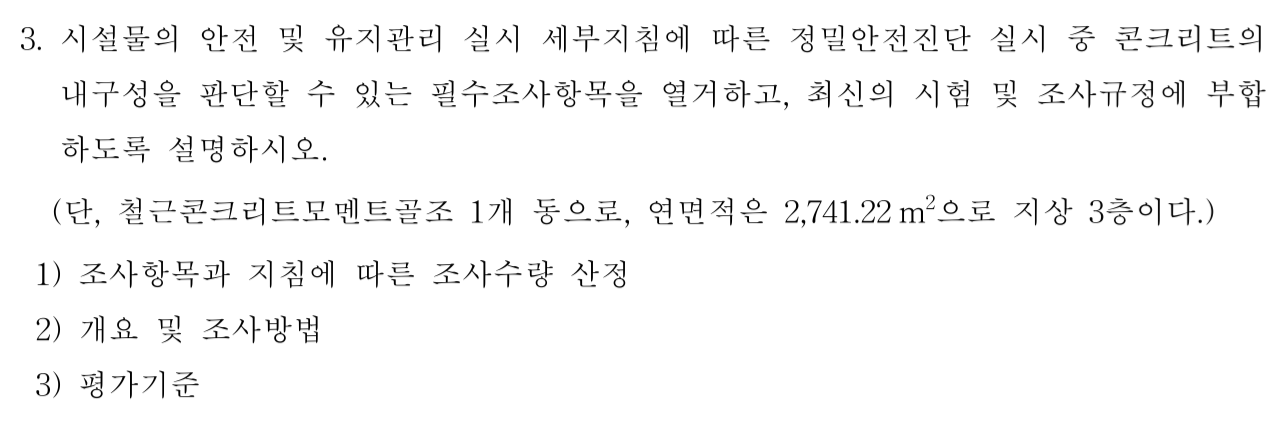 3. 시설물의 안전 및 유지관리 실시 세부지침에 따른 정밀안전진단 실시 중 콘크리트의
내구성을 판단할 수 있는 필수조사항목을 열거하고, 최신의 시험 및 조사규정에 부합
하도록 설명하시오.
(단, 철근콘크리트모멘트골조 1개 동으로, 연면적은 2,741.22 m²으로 지상 3층이다.)
1) 조사항목과 지침에 따른 조사수량 산정
2) 개요 및 조사방법
3) 평가기준